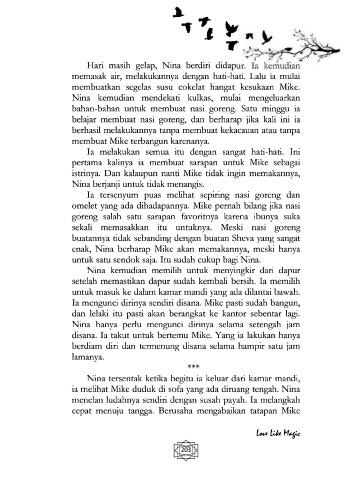 Hari masih gelap, Nina berdiri didapur. Ia kemudian
memasak air, melakukannya dengan hati-hati. Lalu ia mulai
membuatkan segelas susu cokelat hangat kesukaan Mike.
Nina kemudian mendekati kulkas, mulai mengeluarkan
bahan-bahan untuk membuat nasi goreng. Satu minggu ia
belajar membuat nasi goreng, dan berharap jika kali ini ia
berhasil melakukannya tanpa membuat kekacauan atau tanpa
membuat Mike terbangun karenanya.
Ia melakukan semua itu dengan sangat hati-hati. Ini
pertama kalinya ia membuat sarapan untuk Mike sebagai
istrinya. Dan kalaupun nanti Mike tidak ingin memakannya,
Nina berjanji untuk tidak menangis.
Ia tersenyum puas melihat sepiring nasi goreng dan
omelet yang ada dihadapannya. Mike pernah bilang jika nasi
goreng salah satu sarapan favoritnya karena ibunya suka
sekali memasakkan itu untuknya. Meski nasi goreng
buatannya tidak sebanding dengan buatan Sheva yang sangat
enak, Nina berharap Mike akan memakannya, meski hanya
untuk satu sendok saja. Itu sudah cukup bagi Nina.
Nina kemudian memilih untuk menyingkir dari dapur
setelah memastikan dapur sudah kembali bersih. Ia memilih
untuk masuk ke dalam kamar mandi yang ada dilantai bawah.
Ia mengunci dirinya sendiri disana. Mike pasti sudah bangun,
dan lelaki itu pasti akan berangkat ke kantor sebentar lagi.
Nina hanya perlu mengunci dirinya selama setengah jam
disana. Ia takut untuk bertemu Mike. Yang ia lakukan hanya
berdiam diri dan termenung disana selama hampir satu jam
lamanya.
***
Nina tersentak ketika begitu ia keluar dari kamar mandi,
ia melihat Mike duduk di sofa yang ada diruang tengah. Nina
menelan ludahnya sendiri dengan susah payah. Ia melangkah
cepat menuju tangga. Berusaha mengabaikan tatapan Mike
Love Like Magic
203